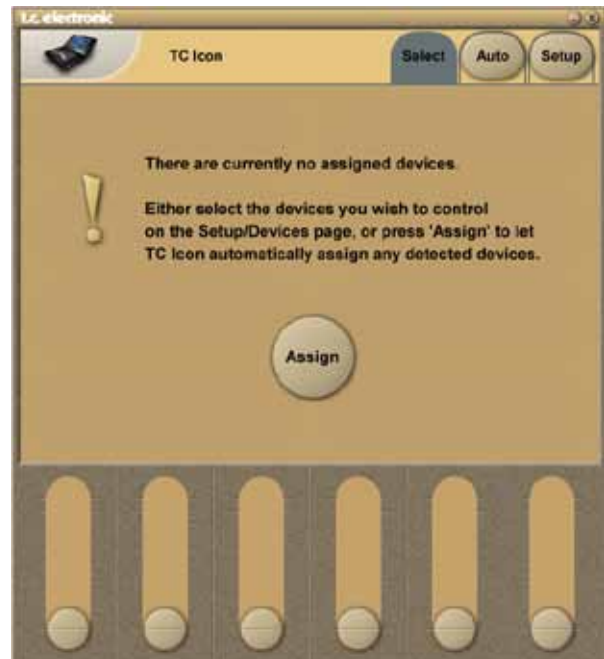 t.c. electronic
TC Icon
Select
Auto
Setup
There are currently no assigned devices.
Either select the devices you wish to control
on the Setup/Devices page, or press 'Assign' to let
TC Icon automatically assign any detected devices.
Assign